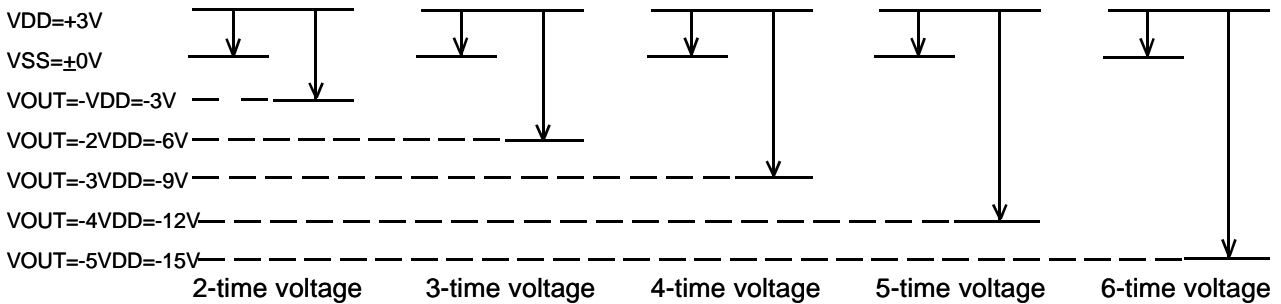 VDD=+3V
VSS=±0V
VOUT=-VDD=-3V
VOUT=-2VDD=-6V
VOUT=-3VDD=-9V
VOUT=-4VDD=-12V
VOUT=-5VDD=-15V
2-time voltage 3-time voltage 4-time voltage 5-time voltage 6-time voltage